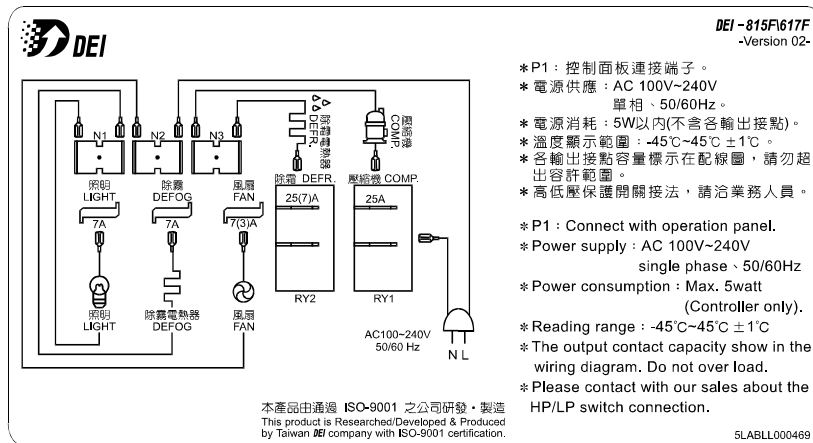 DEI
DEI-815F\617F
-Version 02-
N1
N2
N3
除霜電熱器
DEFR.
壓縮機
COMP.
照明
LIGHT
除霧
DEFOG
風扇
FAN
除霜 DEFR.
壓縮機 COMP.
7A
7A
7(3)A
25(7)A
25A
照明
LIGHT
除霧電熱器
DEFOG
風扇
FAN
RY2
RY1
AC100~240V
50/60 Hz
N L
本產品由通過 ISO-9001 之公司研發、製造
This product is Researched/Developed & Produced
by Taiwan DEI company with ISO-9001 certification.
*P1：控制面板連接端子。
*電源供應：AC 100V~240V
單相、50/60Hz。
*電源消耗：5W以內(不含各輸出接點)。
*溫度顯示範圍：-45℃~45℃ ±1℃。
*各輸出接點容量標示在配線圖，請勿超
出容許範圍。
*高低壓保護開關接法，請洽業務人員。
*P1：Connect with operation panel.
*Power supply：AC 100V~240V
single phase、50/60Hz
*Power consumption：Max. 5watt
(Controller only).
*Reading range：-45℃~45℃ ±1℃
*The output contact capacity show in the
wiring diagram. Do not over load.
*Please contact with our sales about the
HP/LP switch connection.
5LABLL000469